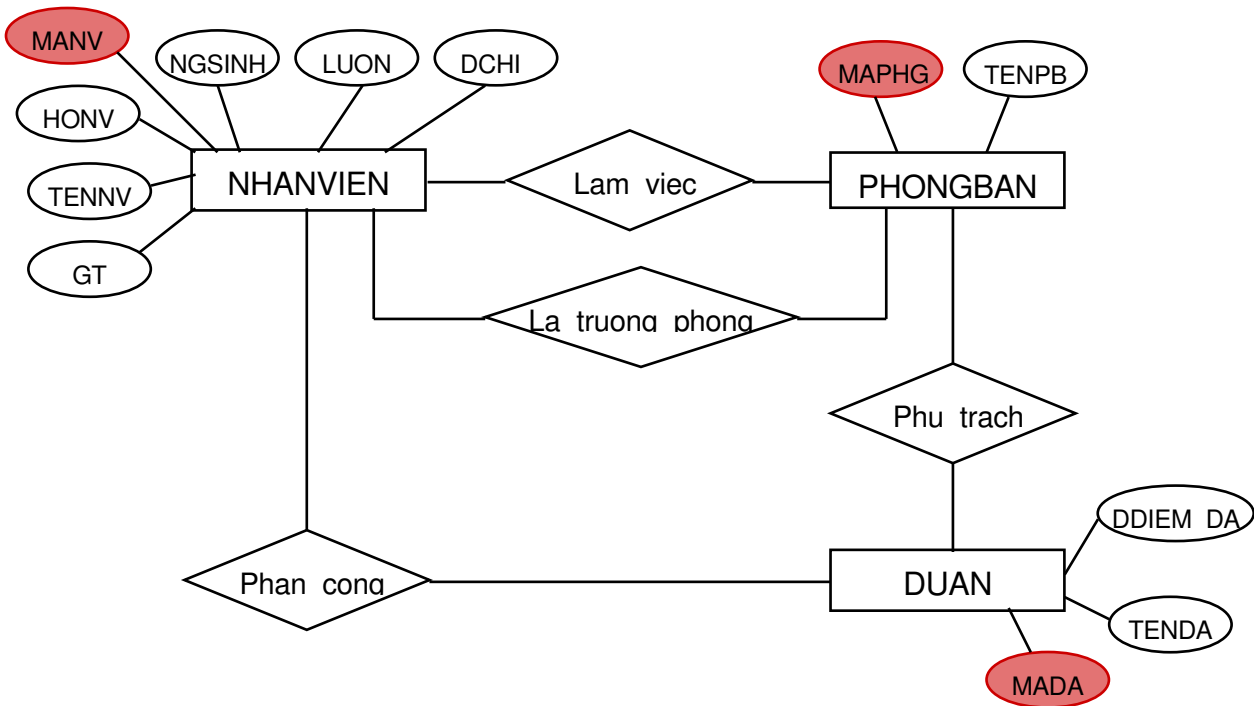 MANV
NGSINH
LUON
DCHI
MAPHG
TENPB
HONV
TENNV
NHANVIEN
Lam viec
PHONGBAN
GT
La truong phong
Phu trach
DDIEM DA
Phan cong
DUAN
TENDA
MADA